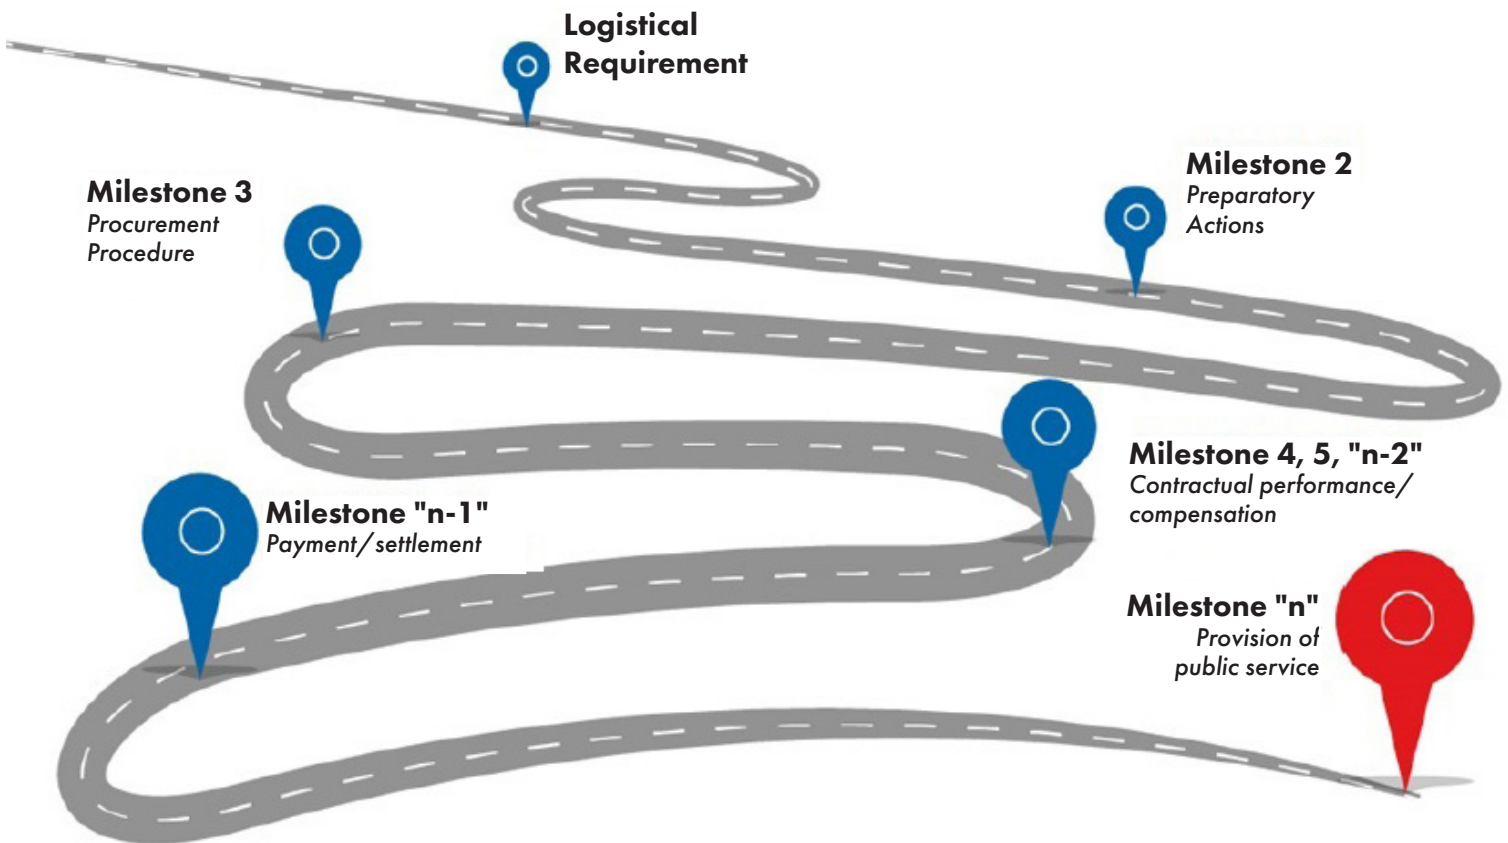 Logistical
Requirement
Milestone 2
Preparatory
Actions
Milestone 3
Procurement
Procedure
Milestone 4, 5, "n-2"
Contractual performance/
compensation
Milestone "n-1"
Payment/settlement
Milestone "n"
Provision of
public service